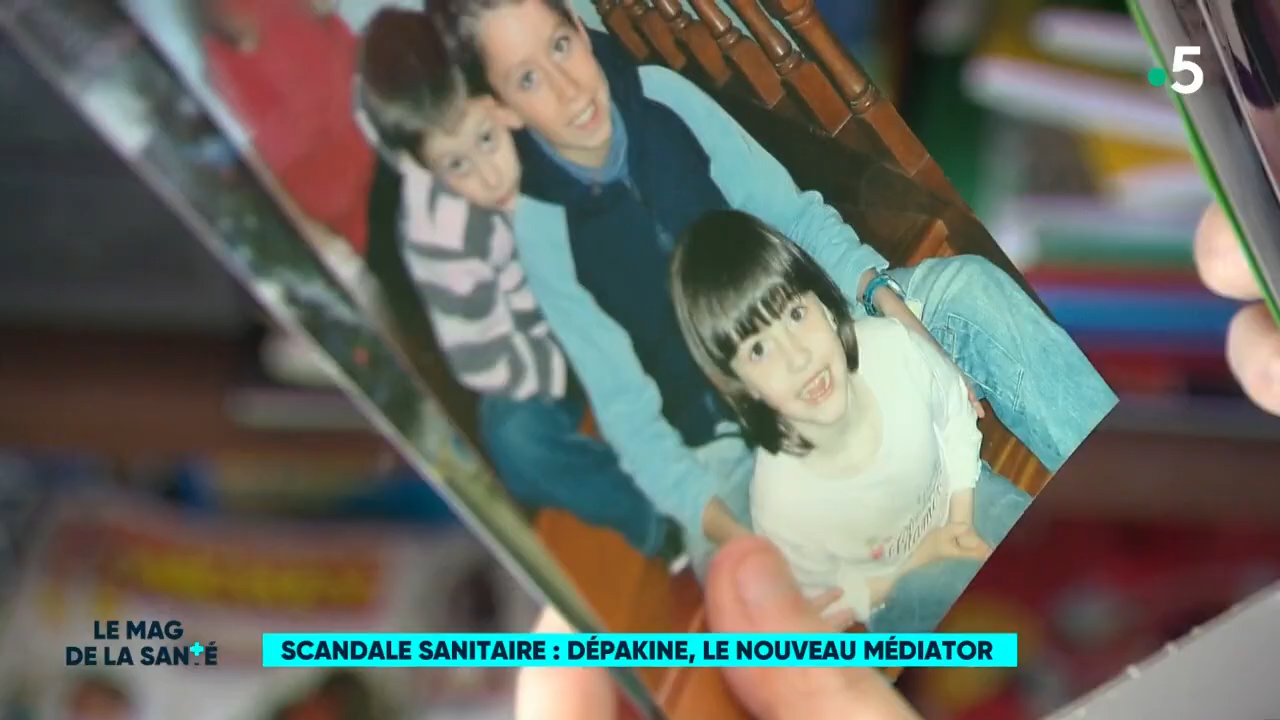 5
LE MAG
DE LA SANTÉ
SCANDALE SANITAIRE : DÉPAKINE, LE NOUVEAU MÉDIATOR